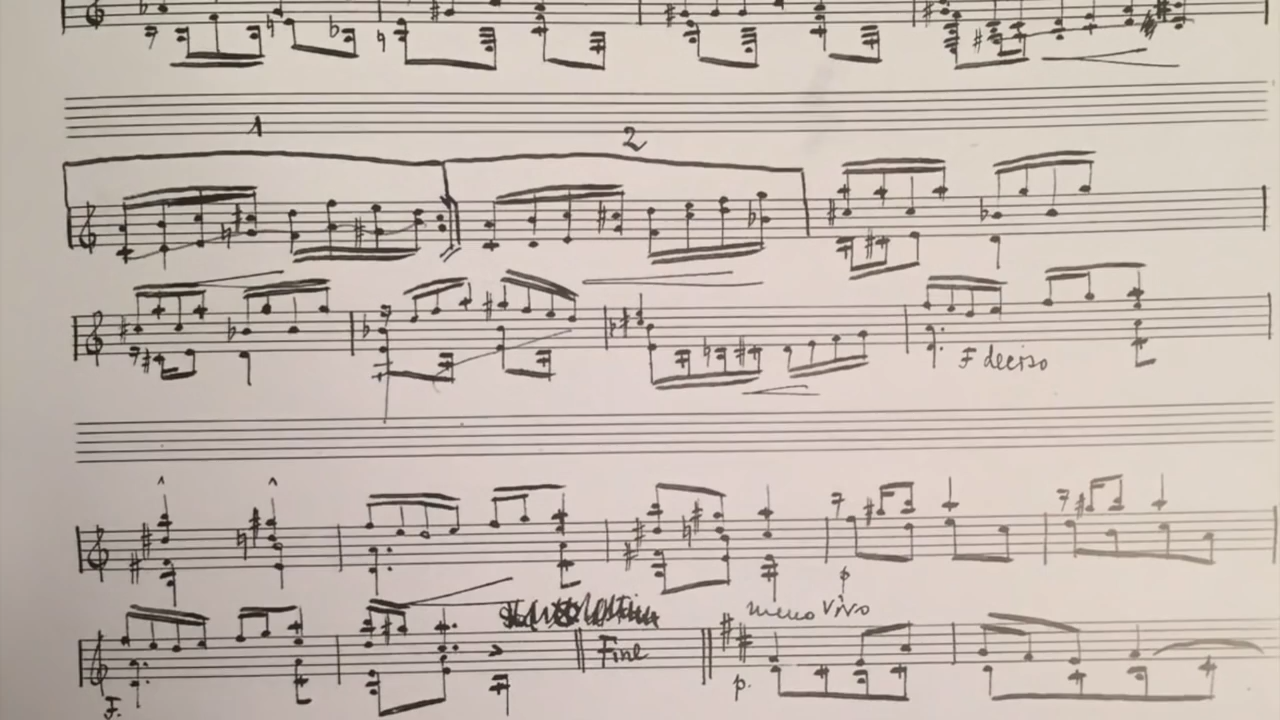 1 2
F deciso
meno vivo
Fine
p.
F.